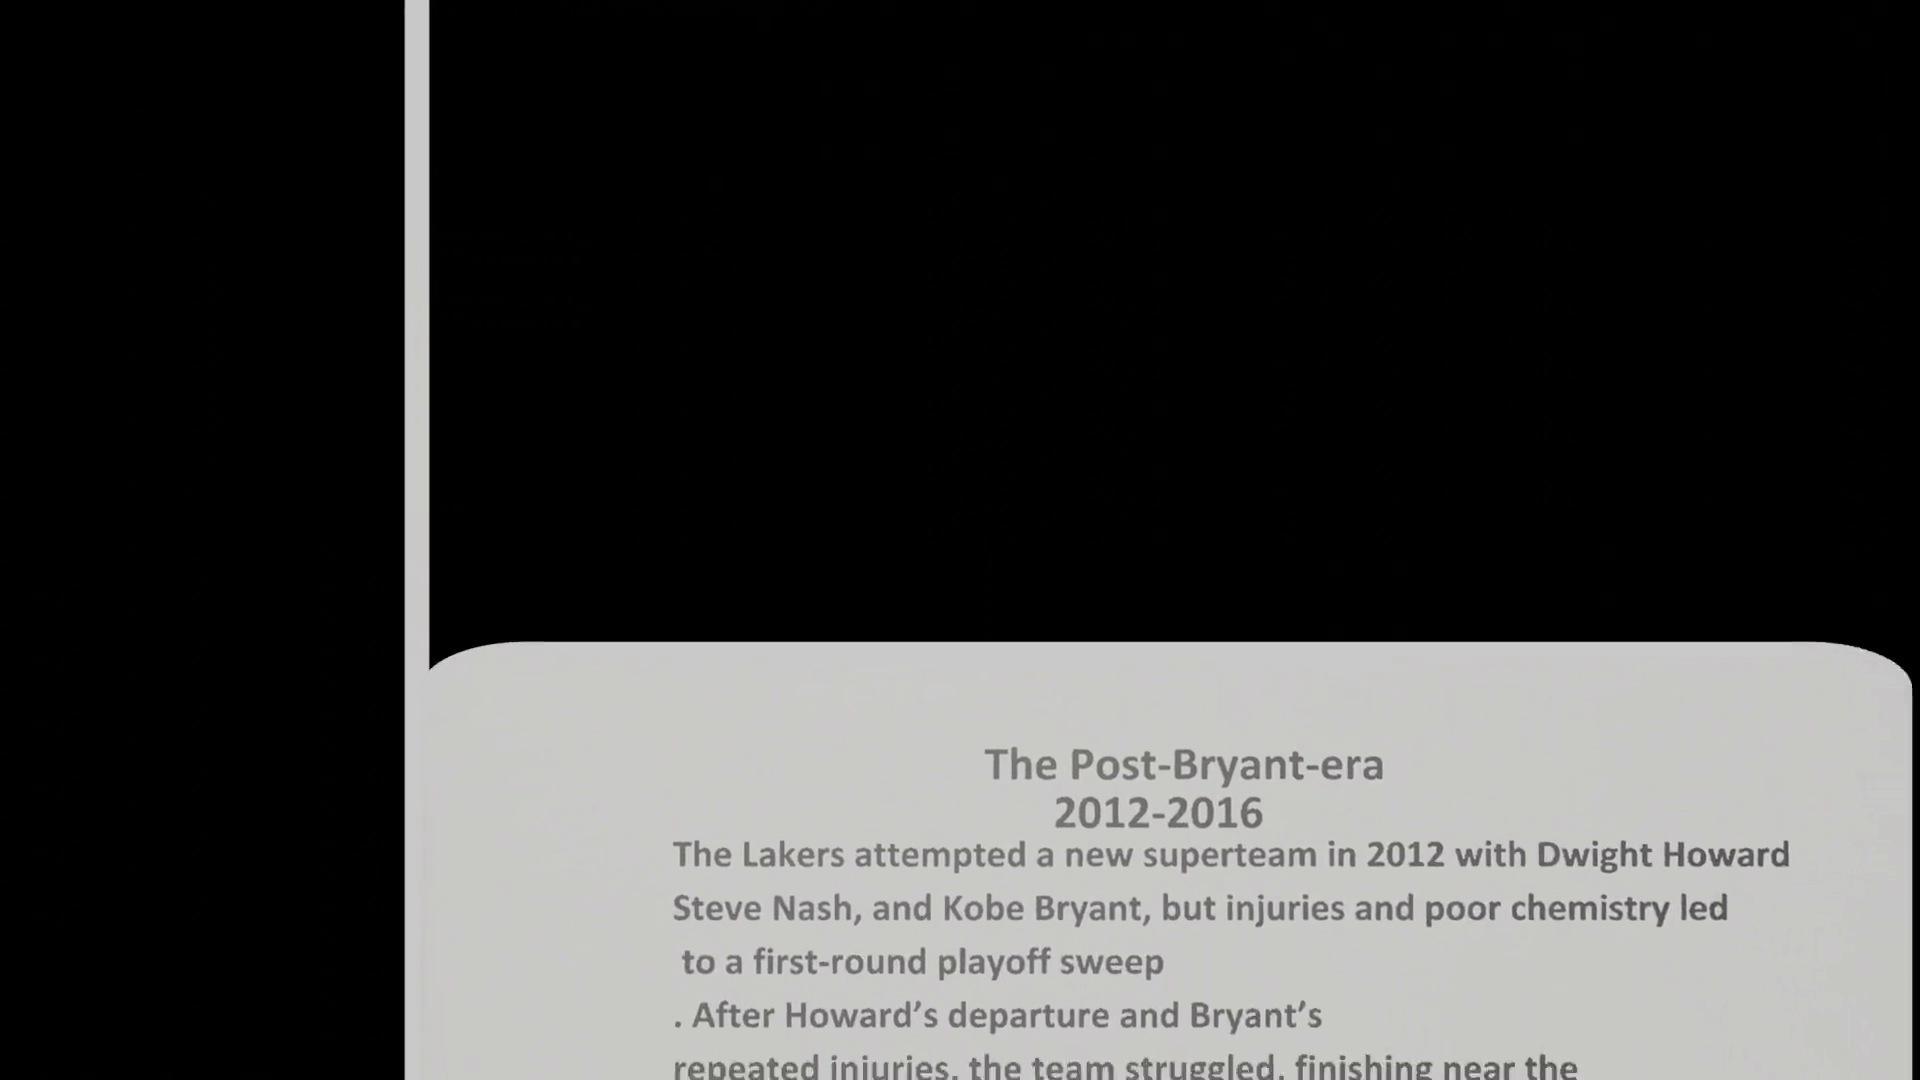 The Post-Bryant-era
2012-2016
The Lakers attempted a new superteam in 2012 with Dwight Howard
Steve Nash, and Kobe Bryant, but injuries and poor chemistry led
to a first-round playoff sweep
. After Howard’s departure and Bryant’s
repeated injuries, the team struggled, finishing near the